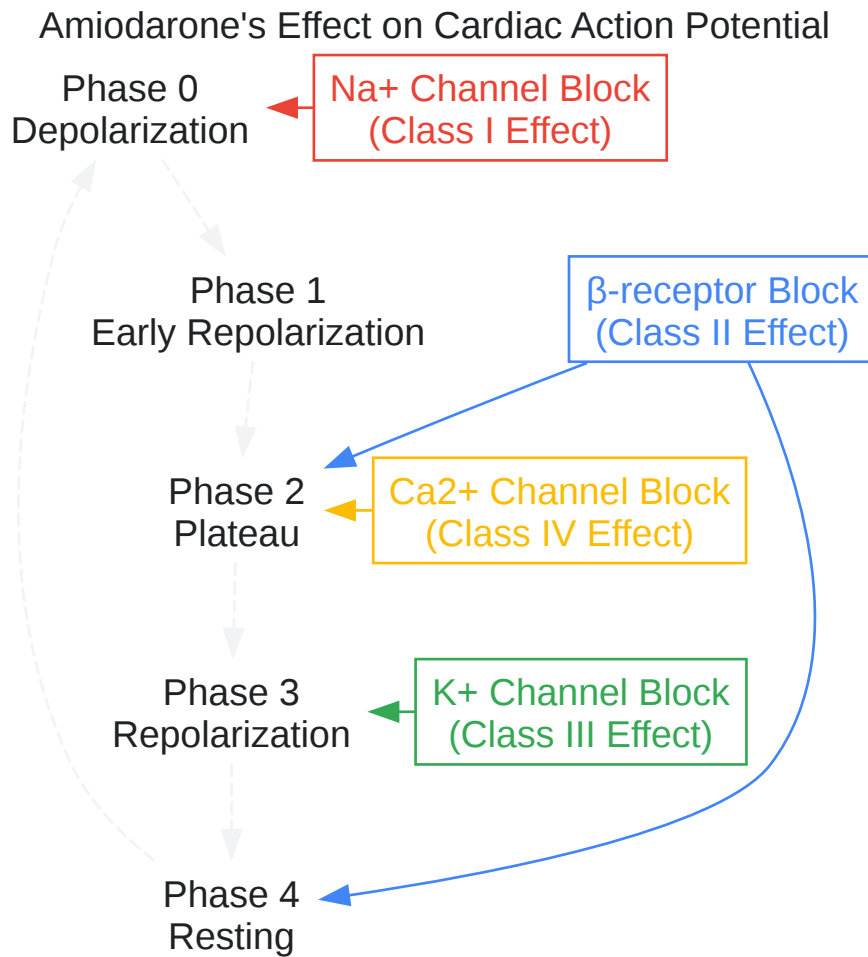 Amiodarone's Effect on Cardiac Action Potential
Phase 0
Depolarization
Na+ Channel Block
(Class I Effect)
Phase 1
Early Repolarization
β-receptor Block
(Class II Effect)
Phase 2
Plateau
Ca2+ Channel Block
(Class IV Effect)
Phase 3
Repolarization
K+ Channel Block
(Class III Effect)
Phase 4
Resting